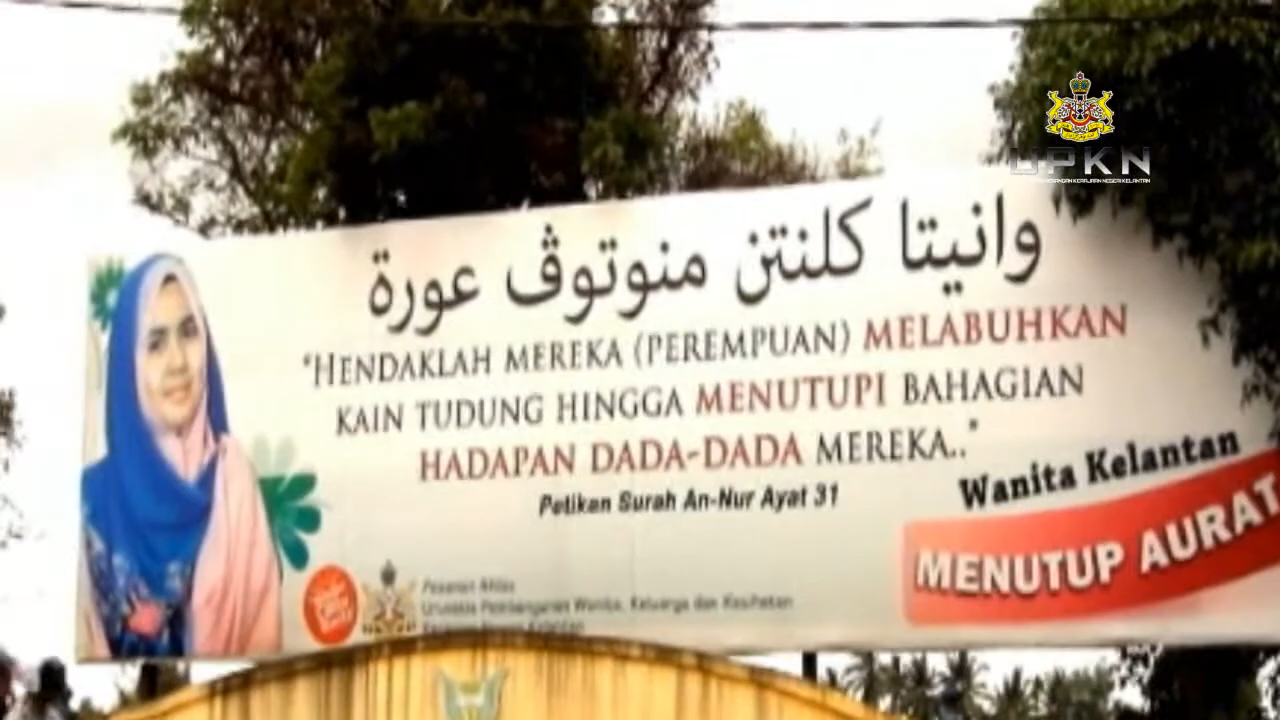 UPKN
وانيتا كلنتن منوتوڤ عورة
"HENDAKLAH MEREKA (PEREMPUAN) MELABUHKAN
KAIN TUDUNG HINGGA MENUTUPI BAHAGIAN
HADAPAN DADA-DADA MEREKA.."
Petikan Surah An-Nur Ayat 31
Wanita Kelantan
MENUTUP AURAT
Pesanan Ikhlas
Urusetia Pembangunan Wanita, Keluarga dan Kesihatan